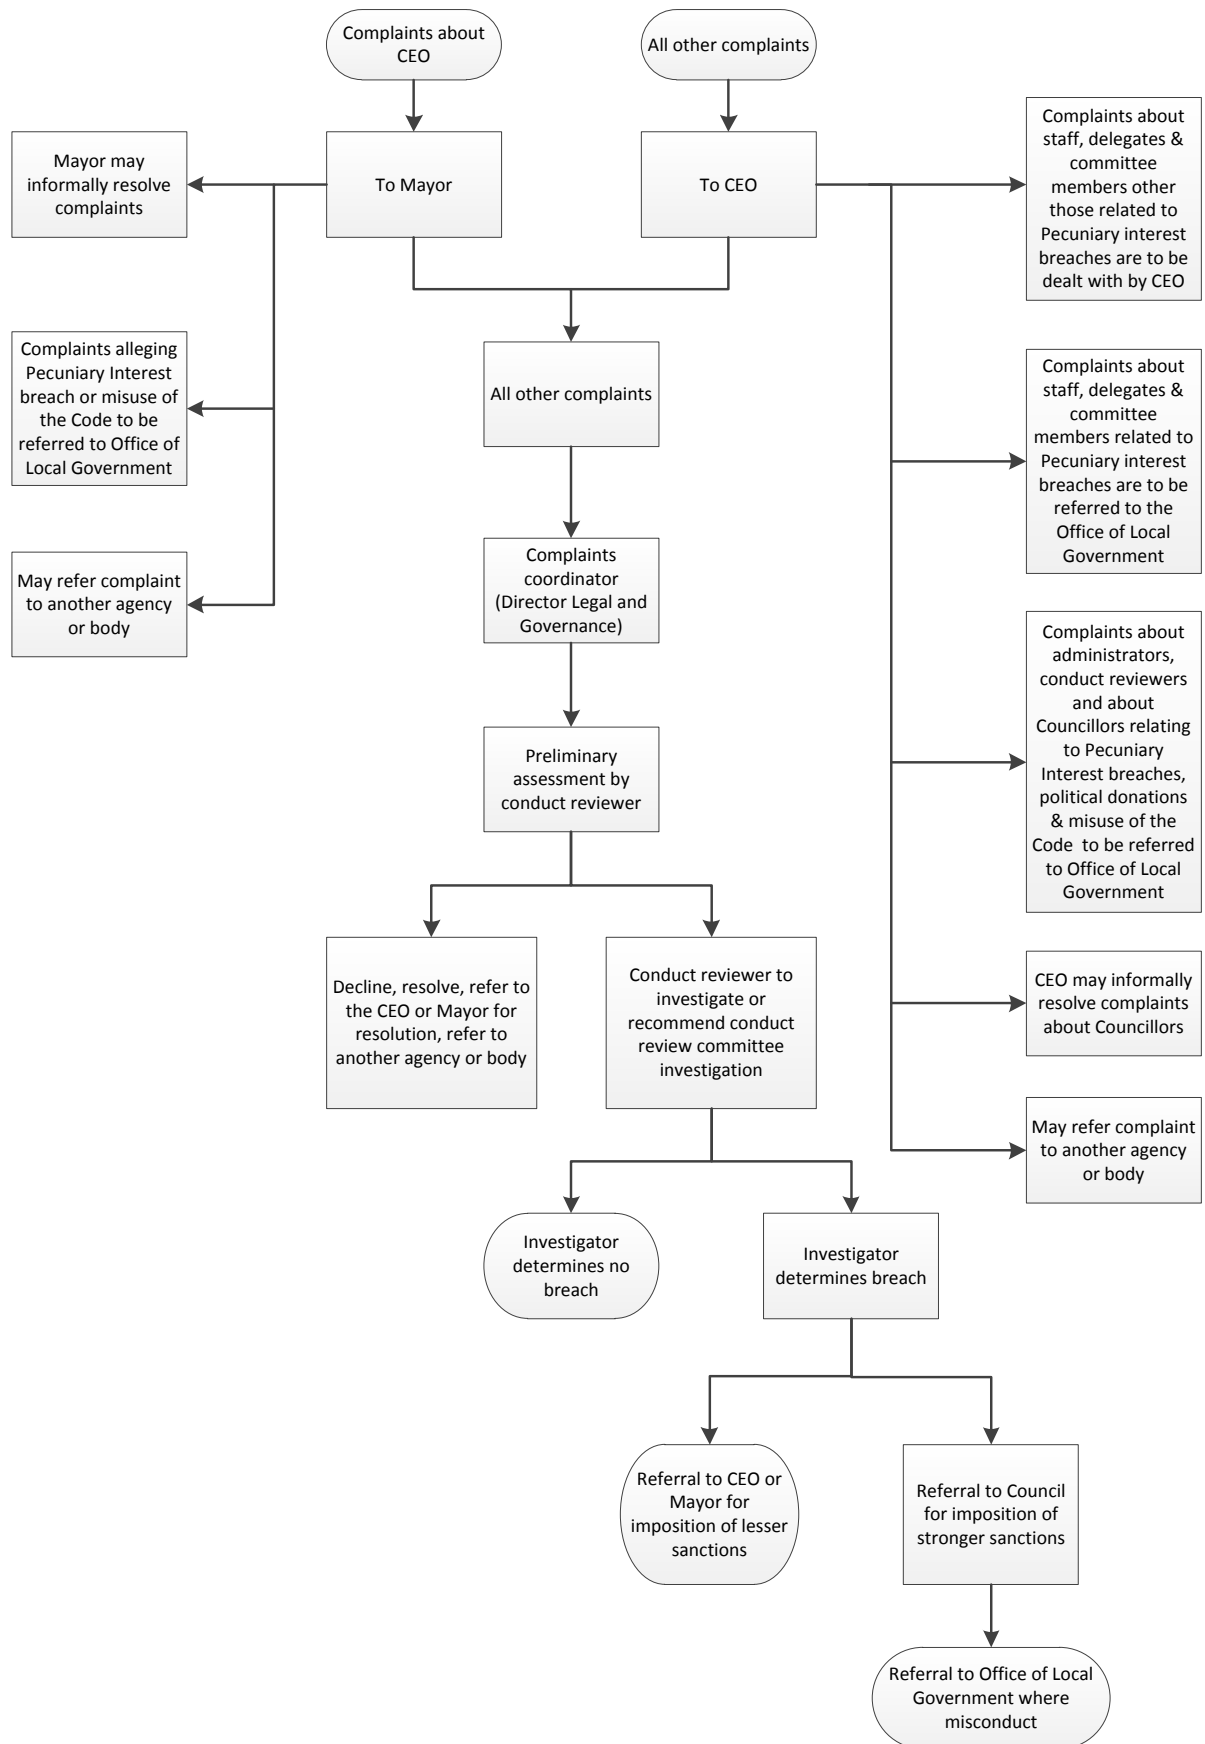 Complaints about
CEO
All other complaints
To Mayor
To CEO
Mayor may
informally resolve
complaints
Complaints about
staff, delegates &
committee
members other
those related to
Pecuniary interest
breaches are to be
dealt with by CEO
Complaints alleging
Pecuniary Interest
breach or misuse of
the Code to be
referred to Office of
Local Government
All other complaints
Complaints about
staff, delegates &
committee
members related to
Pecuniary interest
breaches are to be
referred to the
Office of Local
Government
May refer complaint
to another agency
or body
Complaints
coordinator
(Director Legal and
Governance)
Complaints about
administrators,
conduct reviewers
and about
Councillors relating
to Pecuniary
Interest breaches,
political donations
& misuse of the
Code to be referred
to Office of Local
Government
Preliminary
assessment by
conduct reviewer
Decline, resolve, refer to
the CEO or Mayor for
resolution, refer to
another agency or body
Conduct reviewer to
investigate or
recommend conduct
review committee
investigation
CEO may informally
resolve complaints
about Councillors
May refer complaint
to another agency
or body
Investigator
determines no
breach
Investigator
determines breach
Referral to CEO or
Mayor for
imposition of lesser
sanctions
Referral to Council
for imposition of
stronger sanctions
Referral to Office of Local
Government where
misconduct